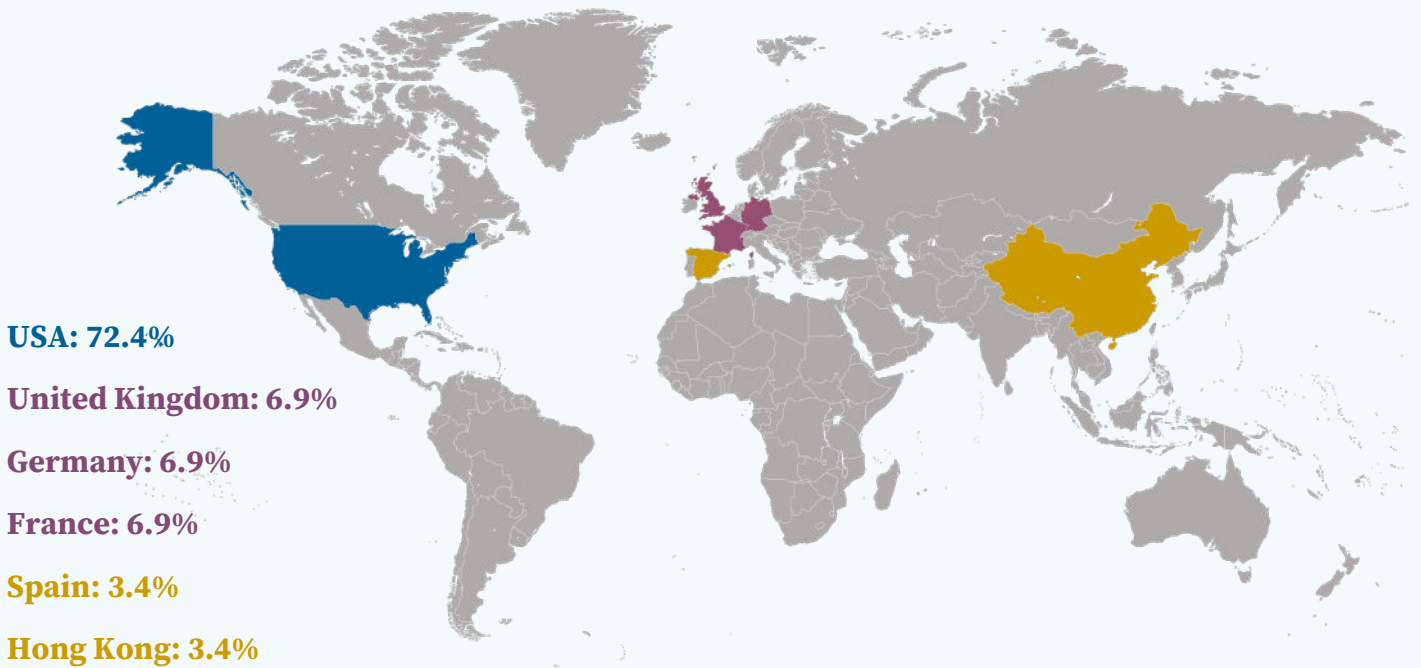 USA: 72.4%
United Kingdom: 6.9%
Germany: 6.9%
France: 6.9%
Spain: 3.4%
Hong Kong: 3.4%